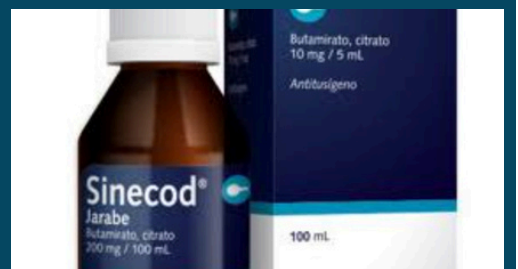 Butamirato, citrato
10 mg / 5 mL
Antitusígeno
100 mL
Sinecod®
Jarabe
Butamirato, citrato
200 mg / 100 mL